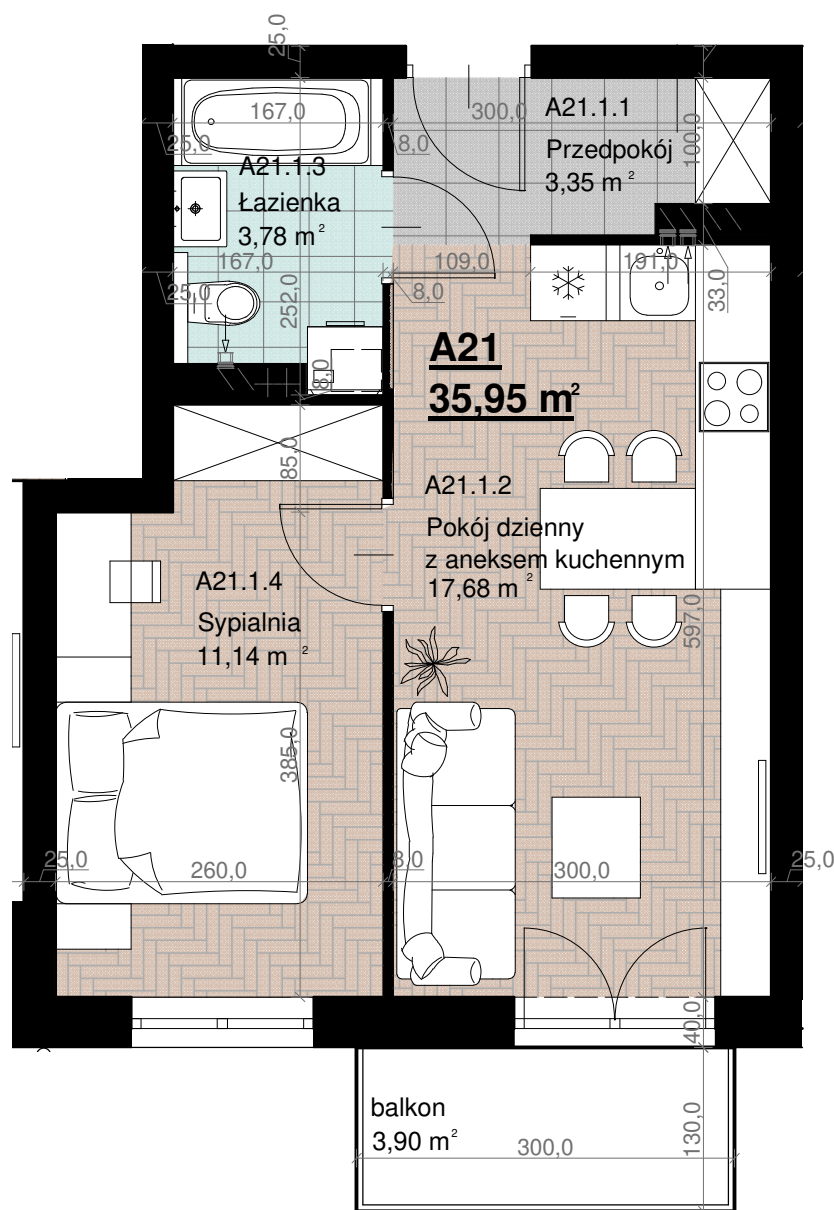 25,0
167,0
300,0
A21.1.1
25,0
8,0
100,0
Przedpokój
3,35 m²
A21.1.3
Łazienka
3,78 m²
167,0
109,0
191,0
25,0
252,0
8,0
33,0
A21
35,95 m²
8,0
85,0
A21.1.2
Pokój dzienny
z aneksem kuchennym
17,68 m²
A21.1.4
Sypialnia
11,14 m²
597,0
385,0
25,0
260,0
8,0
300,0
25,0
40,0
balkon
3,90 m²
300,0
130,0